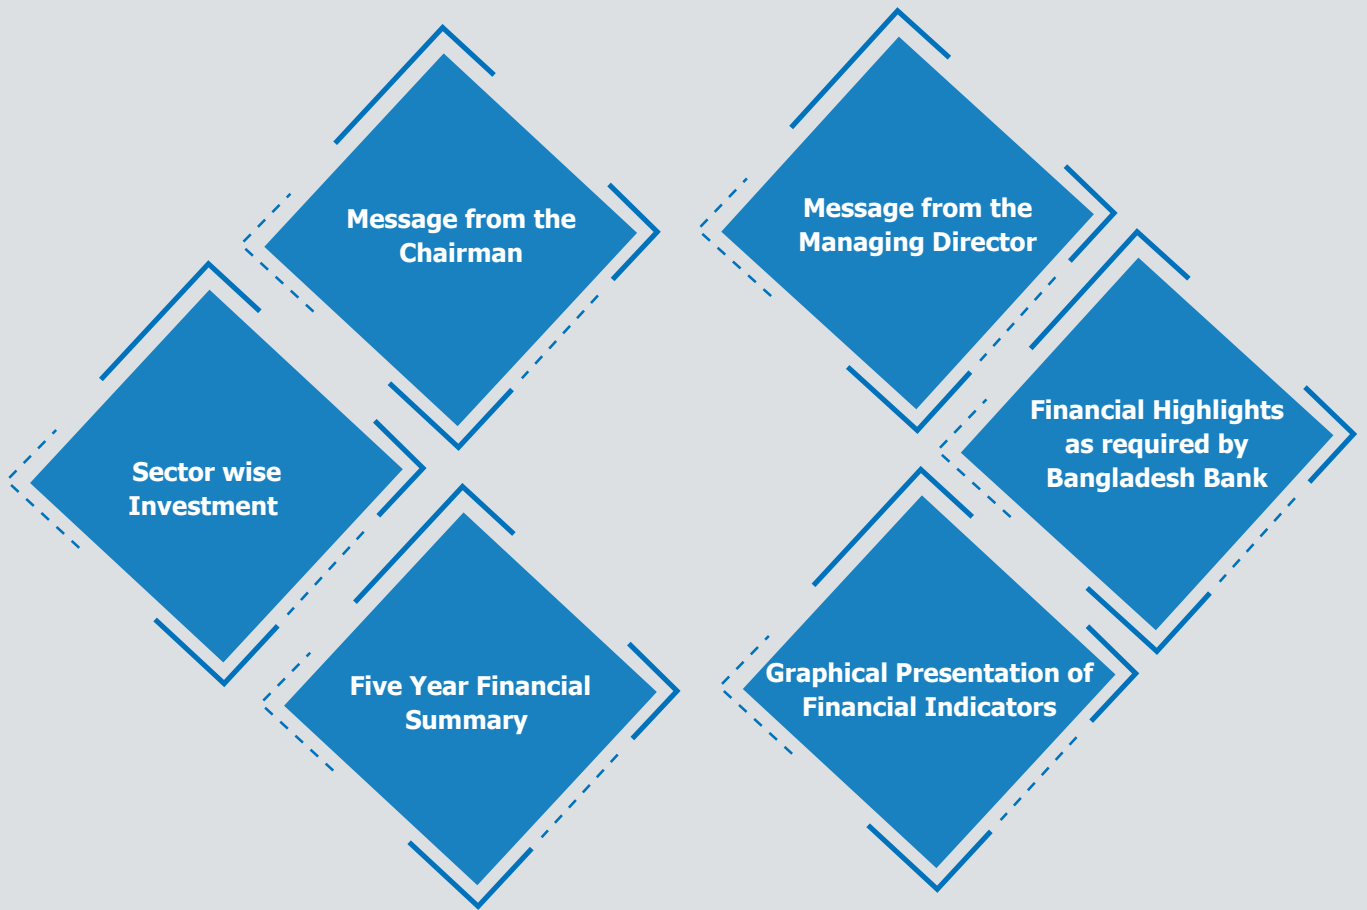 Message from the
Chairman
Message from the
Managing Director
Sector wise
Investment
Financial Highlights
as required by
Bangladesh Bank
Five Year Financial
Summary
Graphical Presentation of
Financial Indicators